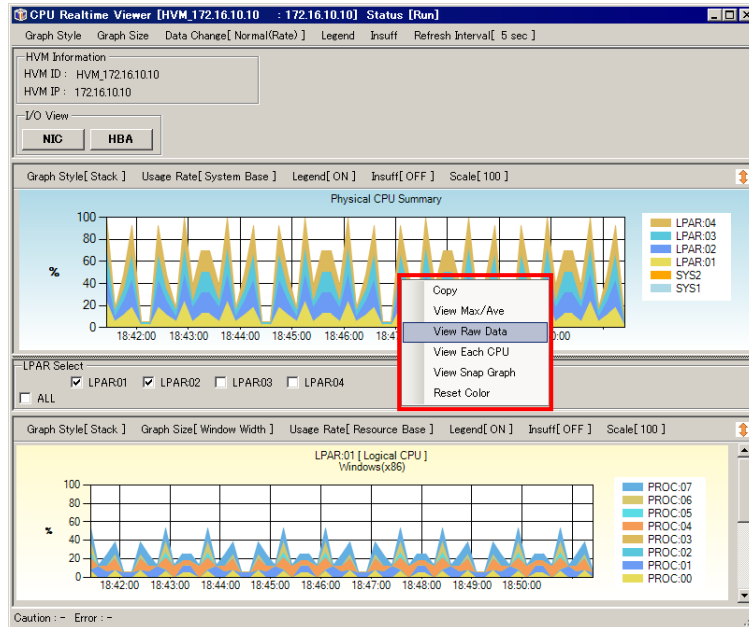 CPU Realtime Viewer [HVM_172.16.10.10 : 172.16.10.10] Status [Run]
Graph Style Graph Size Data Change[ Normal(Rate) ] Legend Insuff Refresh Interval[ 5 sec ]
HVM Information
HVM ID : HVM_172.16.10.10
HVM IP : 172.16.10.10
I/O View
NIC HBA
Graph Style[ Stack ] Usage Rate[ System Base ] Legend[ ON ] Insuff[ OFF ] Scale[ 100 ]
Physical CPU Summary
100
80
60
%
40
20
0
18:42:00 18:43:00 18:44:00 18:45:00 18:46:00
LPAR:04
LPAR:03
LPAR:02
LPAR:01
SYS2
SYS1
Copy
View Max/Ave
View Raw Data
View Each CPU
View Snap Graph
Reset Color
LPAR Select
LPAR01 LPAR02 LPAR03 LPAR04
ALL
Graph Style[ Stack ] Graph Size[ Window Width ] Usage Rate[ Resource Base ] Legend[ ON ] Insuff[ OFF ] Scale[ 100 ]
LPAR:01 [ Logical CPU ]
Windows(x86)
100
80
60
%
40
20
0
18:42:00 18:43:00 18:44:00 18:45:00 18:46:00 18:47:00 18:48:00 18:49:00 18:50:00
PROC:07
PROC:06
PROC:05
PROC:04
PROC:03
PROC:02
PROC:01
PROC:00
Caution : - Error : -